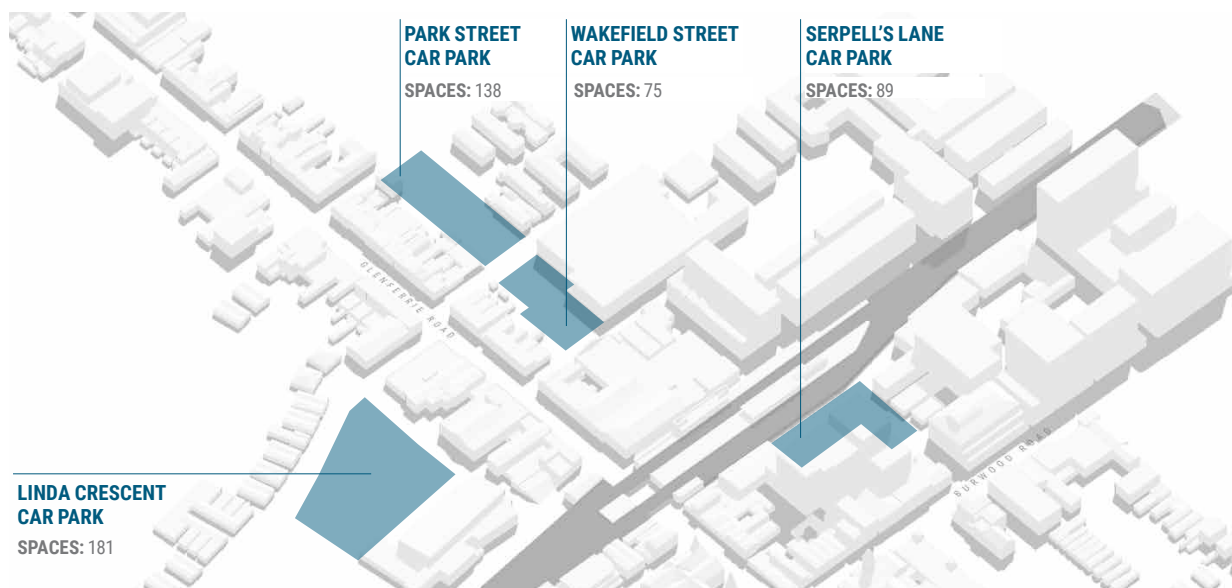 PARK STREET
CAR PARK
SPACES: 138
WAKEFIELD STREET
CAR PARK
SPACES: 75
SERPELL'S LANE
CAR PARK
SPACES: 89
GLENFERRIE ROAD
BURWOOD ROAD
LINDA CRESCENT
CAR PARK
SPACES: 181